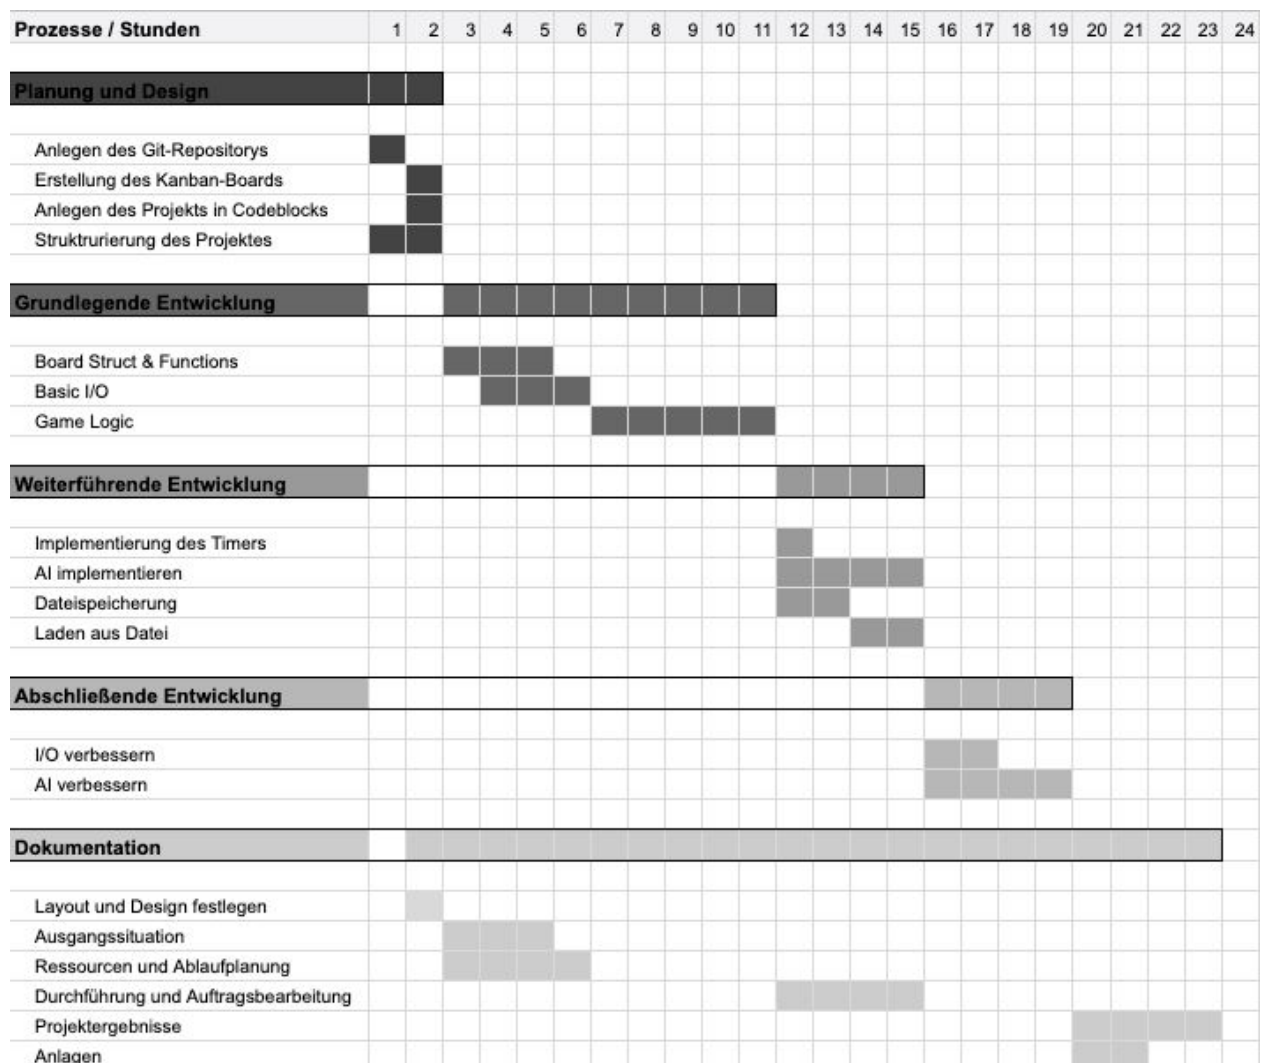 Prozesse / Stunden 1 2 3 4 5 6 7 8 9 10 11 12 13 14 15 16 17 18 19 20 21 22 23 24
Planung und Design
Anlegen des Git-Repositorys
Erstellung des Kanban-Boards
Anlegen des Projekts in Codeblocks
Struktrurierung des Projektes
Grundlegende Entwicklung
Board Struct & Functions
Basic I/O
Game Logic
Weiterführende Entwicklung
Implementierung des Timers
AI implementieren
Dateispeicherung
Laden aus Datei
Abschließende Entwicklung
I/O verbessern
AI verbessern
Dokumentation
Layout und Design festlegen
Ausgangssituation
Ressourcen und Ablaufplanung
Durchführung und Auftragsbearbeitung
Projektergebnisse
Anlagen